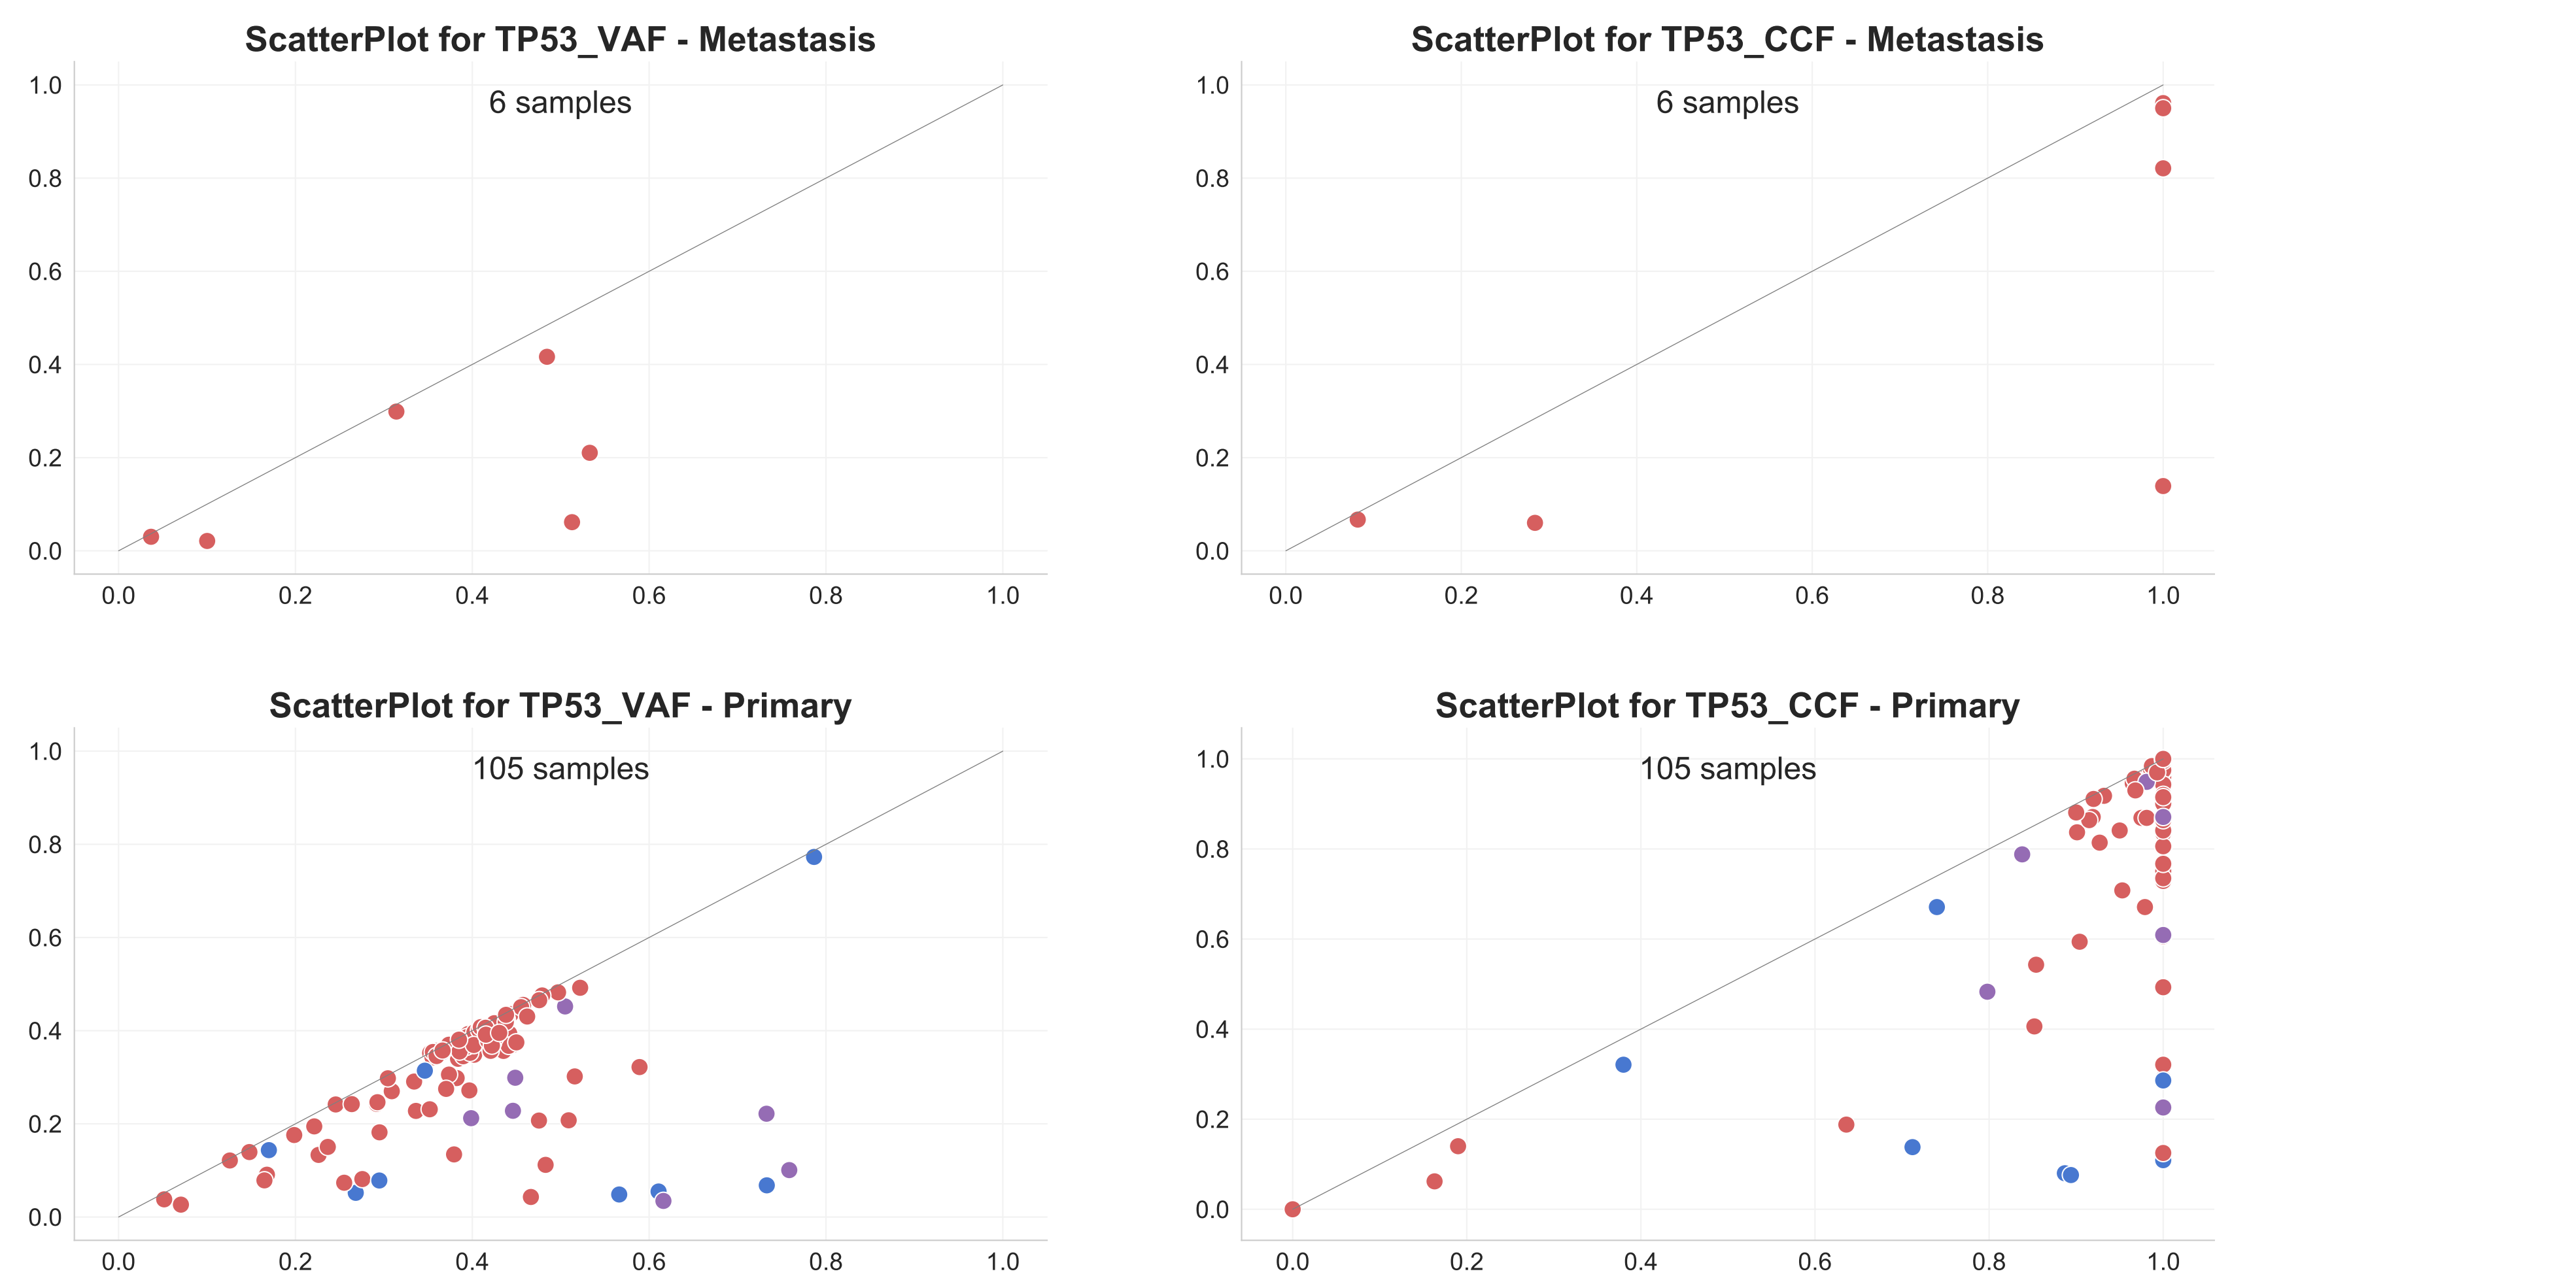 ScatterPlot for TP53_VAF - Metastasis
6 samples
1.0
0.8
0.6
0.4
0.2
0.0
0.0 0.2 0.4 0.6 0.8 1.0
ScatterPlot for TP53_CCF - Metastasis
6 samples
1.0
0.8
0.6
0.4
0.2
0.0
0.0 0.2 0.4 0.6 0.8 1.0
ScatterPlot for TP53_VAF - Primary
105 samples
1.0
0.8
0.6
0.4
0.2
0.0
0.0 0.2 0.4 0.6 0.8 1.0
ScatterPlot for TP53_CCF - Primary
105 samples
1.0
0.8
0.6
0.4
0.2
0.0
0.0 0.2 0.4 0.6 0.8 1.0